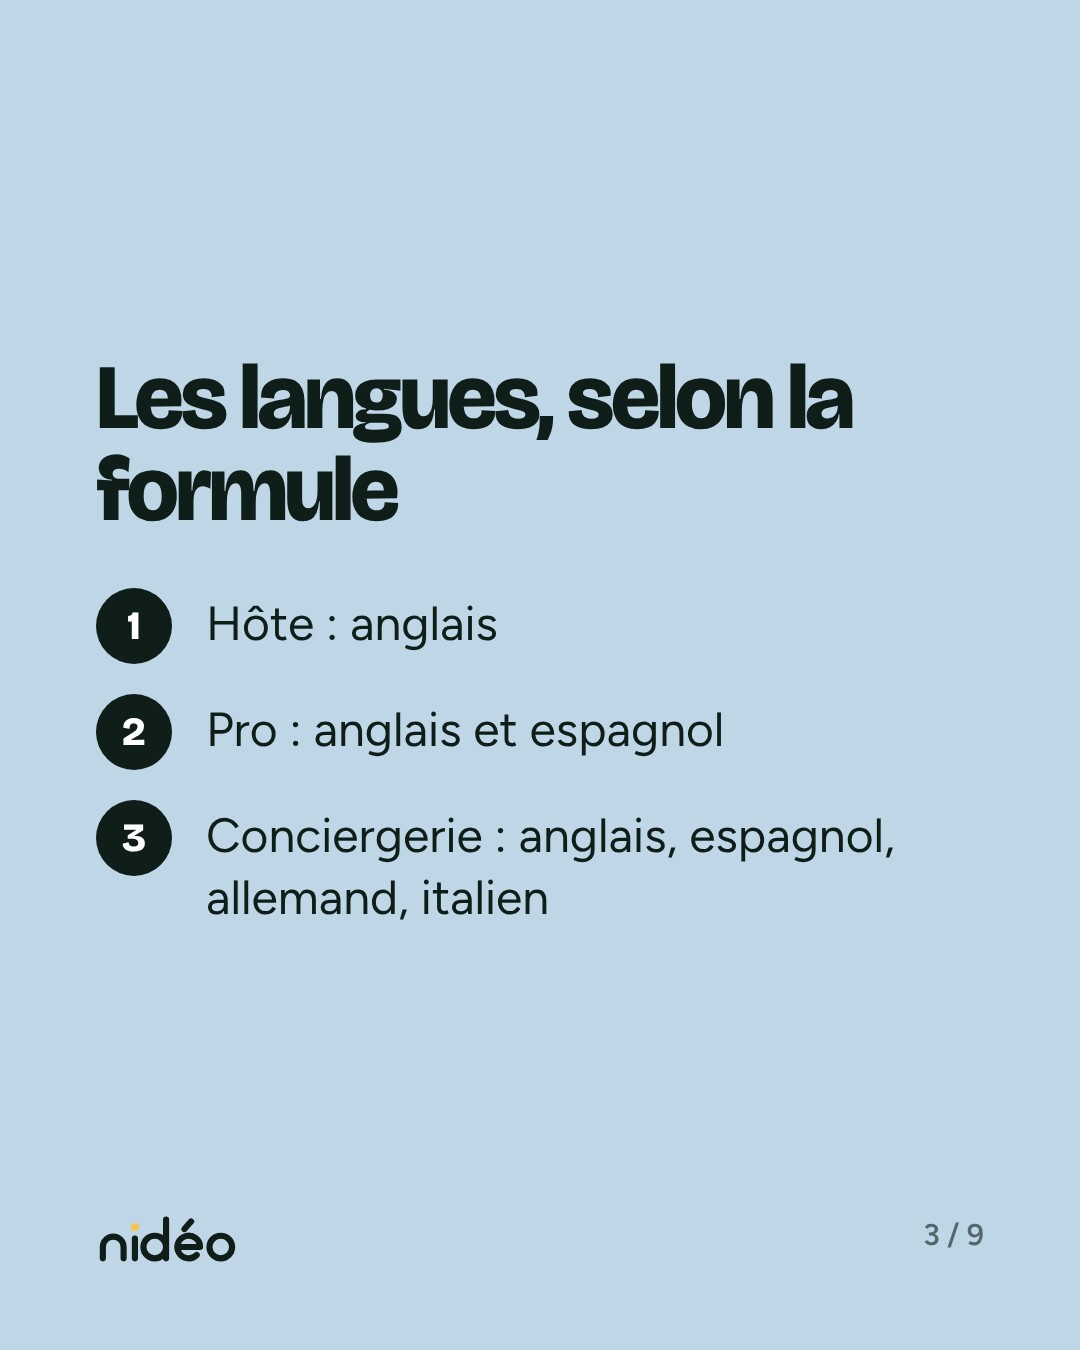 Les langues, selon la
formule
1 Hôte : anglais
2 Pro : anglais et espagnol
3 Conciergerie : anglais, espagnol,
allemand, italien
nidéo
3 / 9